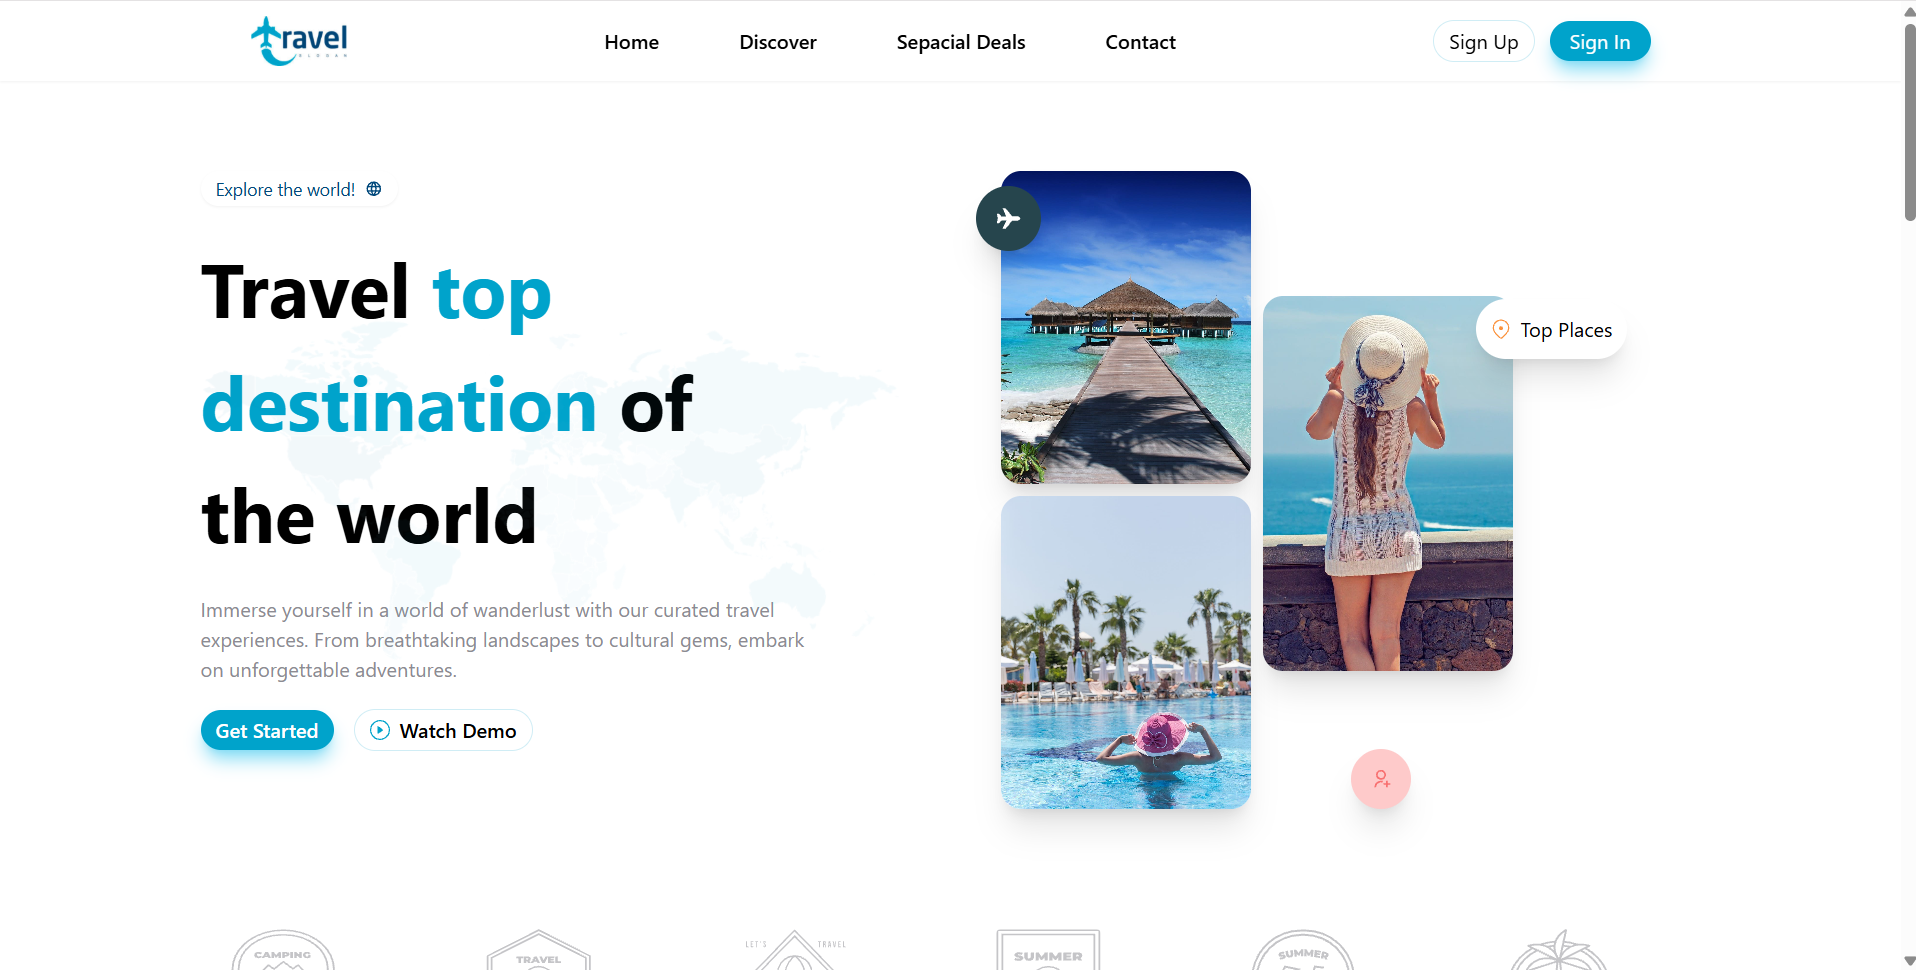 travel
Home
Discover
Sepacial Deals
Contact
Sign Up
Sign In
Explore the world!
Travel top
destination of
the world
Immerse yourself in a world of wanderlust with our curated travel
experiences. From breathtaking landscapes to cultural gems, embark
on unforgettable adventures.
Get Started
Watch Demo
Top Places
CAMPING
TRAVEL
LET'S TRAVEL
SUMMER
SUMMER